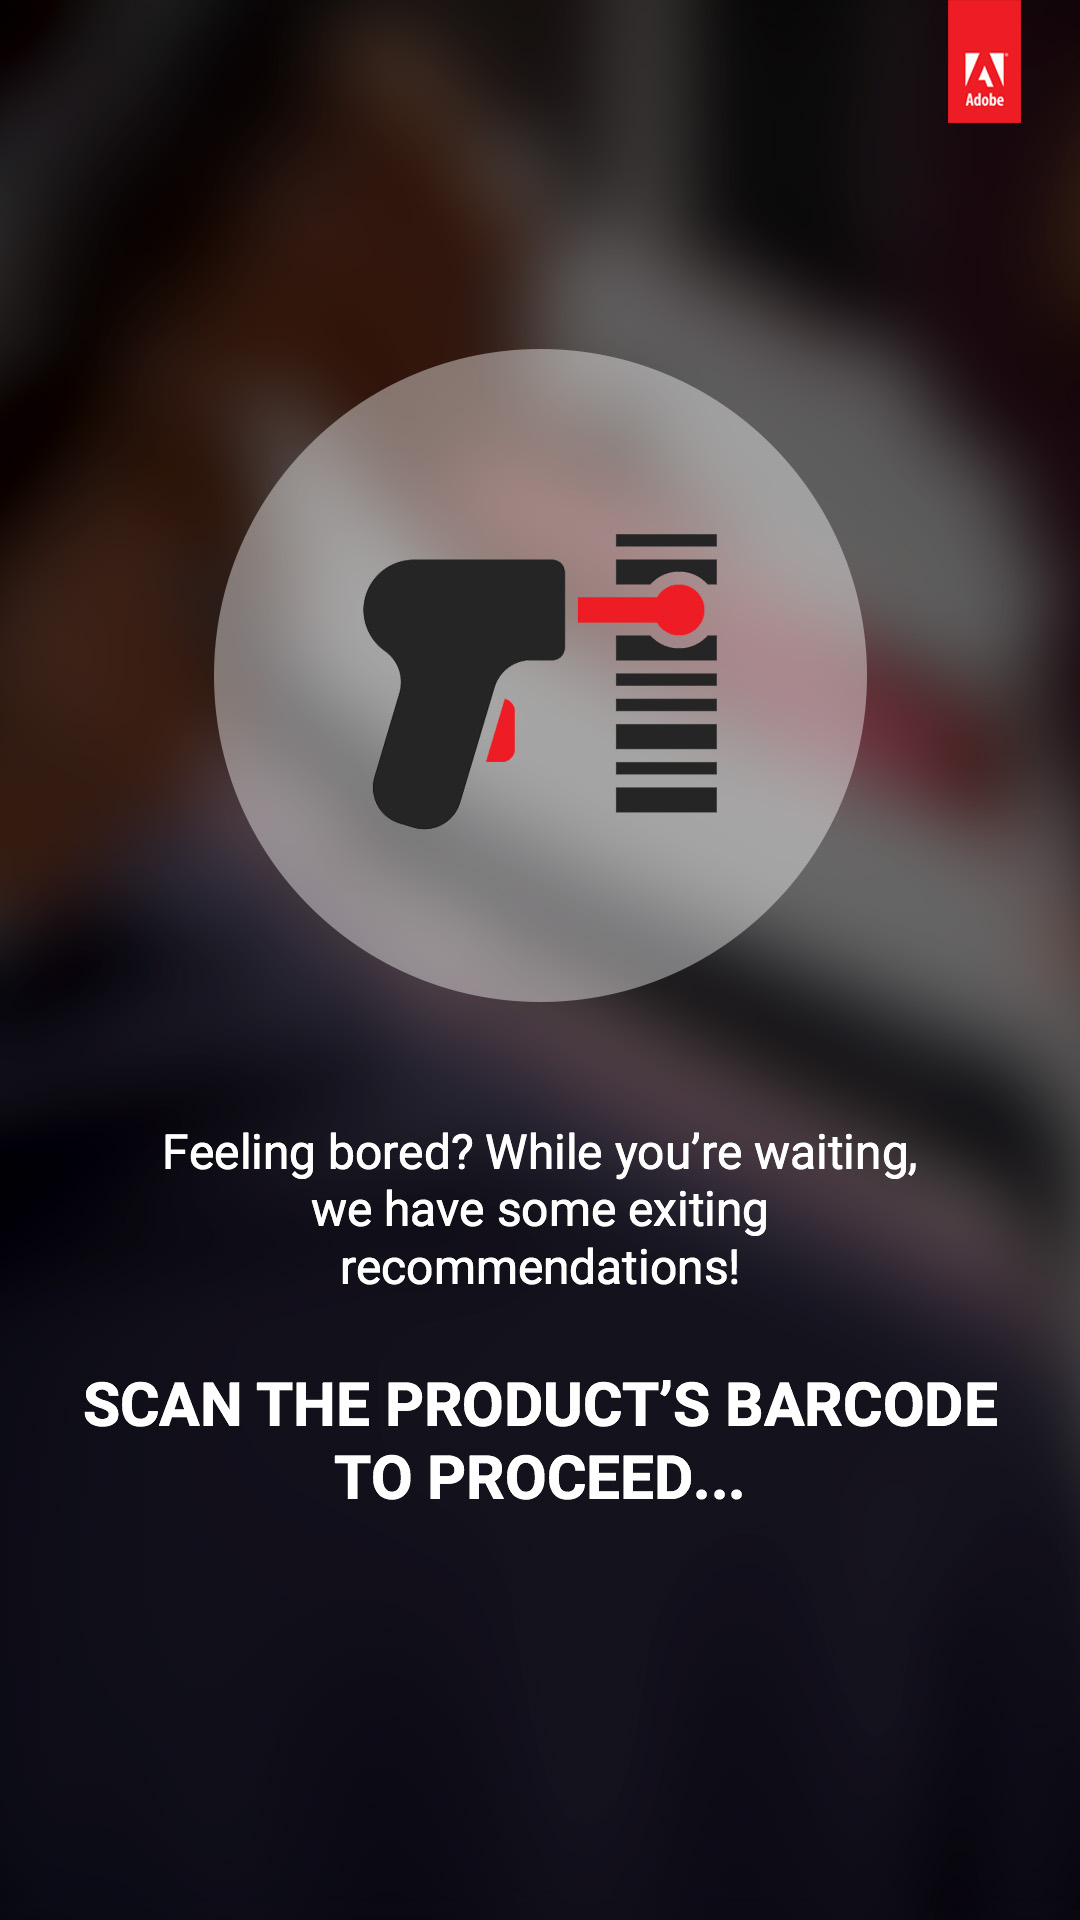 Adobe
Feeling bored? While you’re waiting,
we have some exiting
recommendations!
SCAN THE PRODUCT’S BARCODE
TO PROCEED...